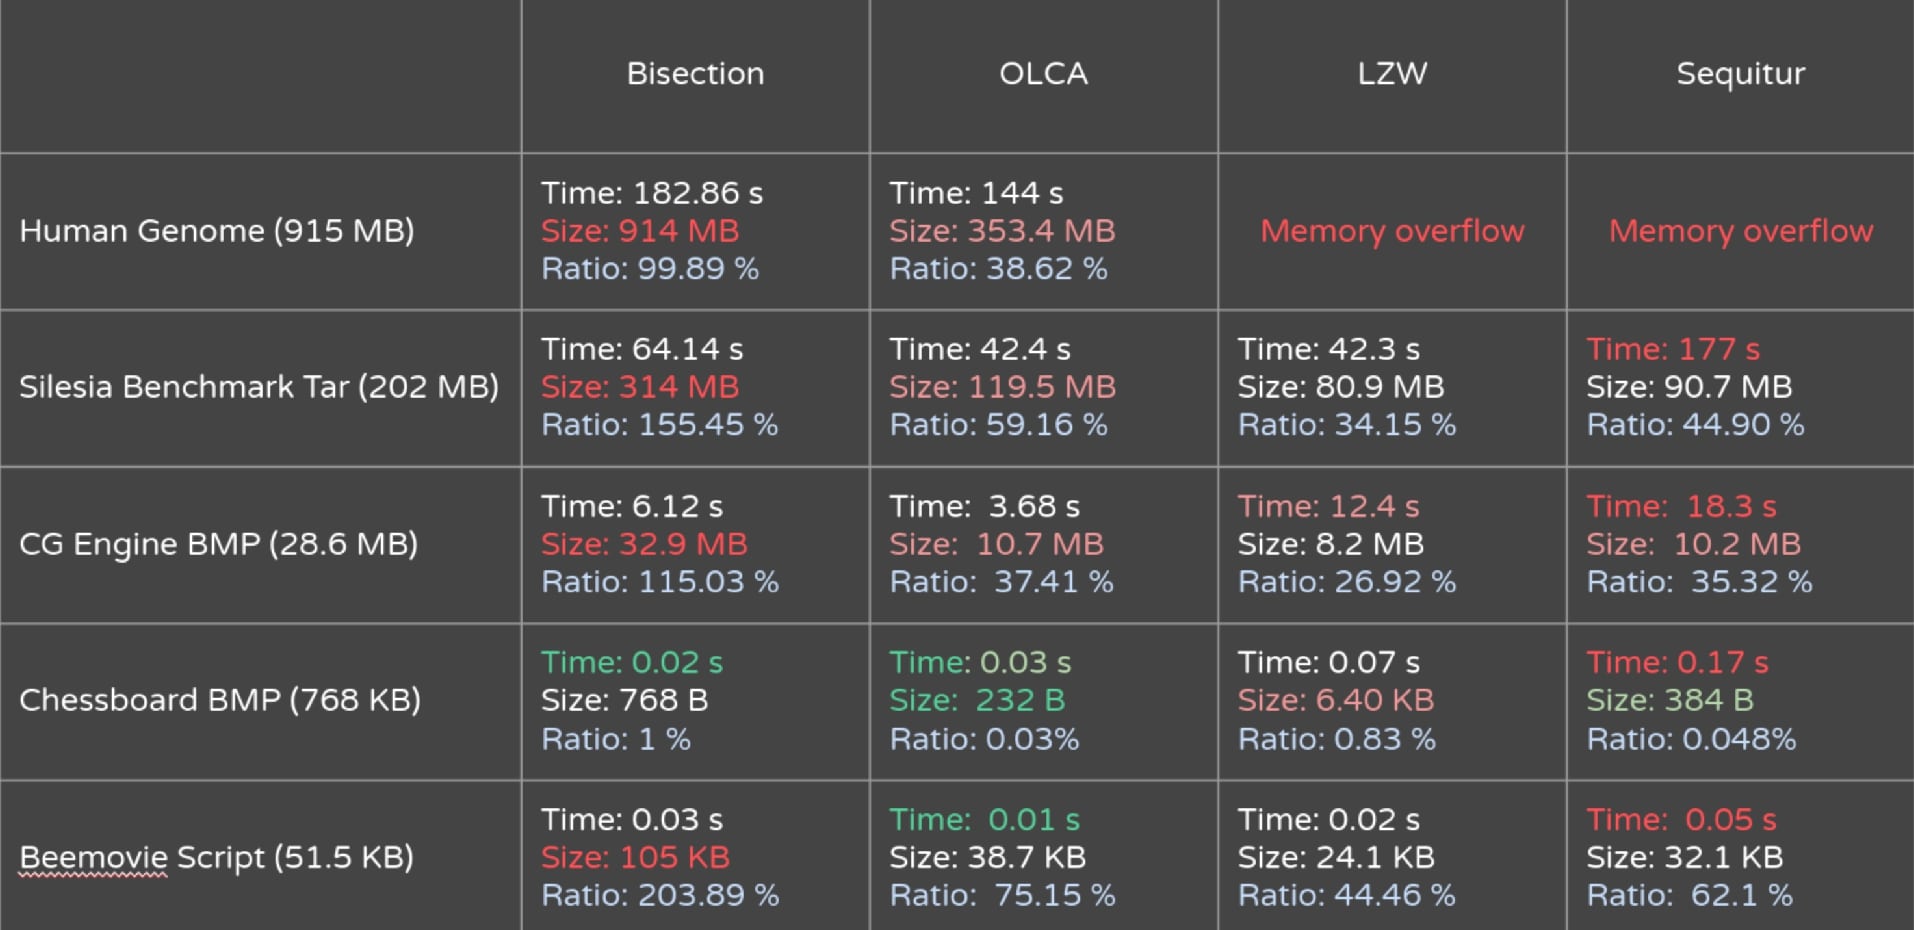 Bisection
OLCA
LZW
Sequitur
Human Genome (915 MB)
Time: 182.86 s
Size: 914 MB
Ratio: 99.89 %
Time: 144 s
Size: 353.4 MB
Ratio: 38.62 %
Memory overflow
Memory overflow
Silesia Benchmark Tar (202 MB)
Time: 64.14 s
Size: 314 MB
Ratio: 155.45 %
Time: 42.4 s
Size: 119.5 MB
Ratio: 59.16 %
Time: 42.3 s
Size: 80.9 MB
Ratio: 34.15 %
Time: 177 s
Size: 90.7 MB
Ratio: 44.90 %
CG Engine BMP (28.6 MB)
Time: 6.12 s
Size: 32.9 MB
Ratio: 115.03 %
Time: 3.68 s
Size: 10.7 MB
Ratio: 37.41 %
Time: 12.4 s
Size: 8.2 MB
Ratio: 26.92 %
Time: 18.3 s
Size: 10.2 MB
Ratio: 35.32 %
Chessboard BMP (768 KB)
Time: 0.02 s
Size: 768 B
Ratio: 1 %
Time: 0.03 s
Size: 232 B
Ratio: 0.03%
Time: 0.07 s
Size: 6.40 KB
Ratio: 0.83 %
Time: 0.17 s
Size: 384 B
Ratio: 0.048%
Beemovie Script (51.5 KB)
Time: 0.03 s
Size: 105 KB
Ratio: 203.89 %
Time: 0.01 s
Size: 38.7 KB
Ratio: 75.15 %
Time: 0.02 s
Size: 24.1 KB
Ratio: 44.46 %
Time: 0.05 s
Size: 32.1 KB
Ratio: 62.1 %